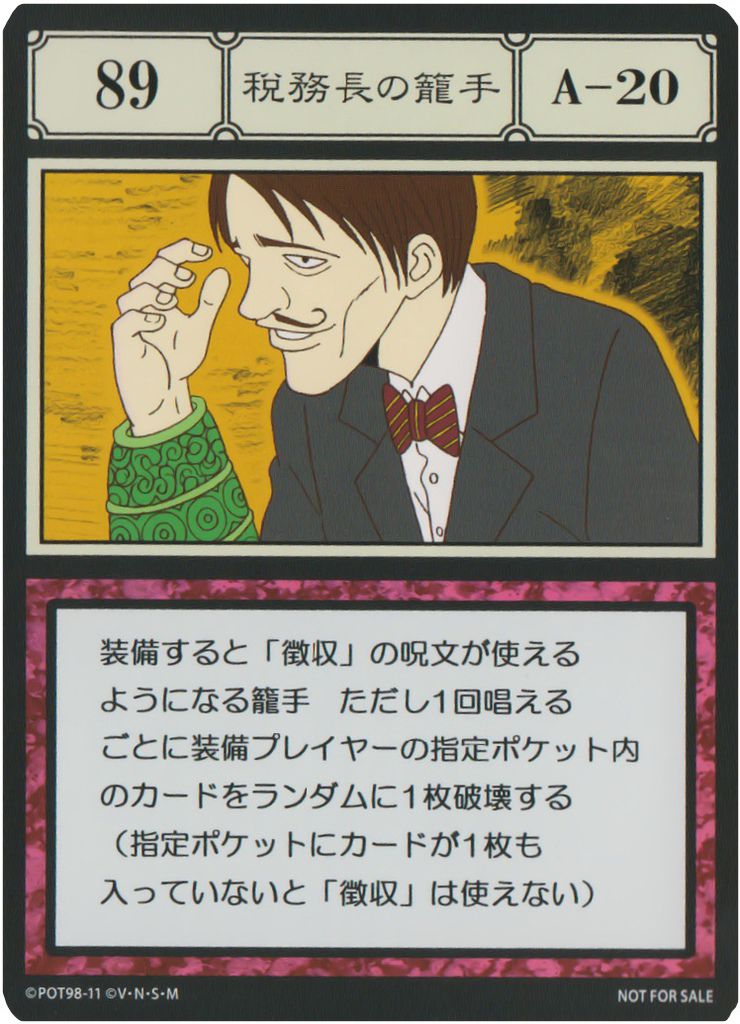 89
税務長の籠手
A-20
装備すると「徴収」の呪文が使える
ようになる籠手　ただし1回唱える
ごとに装備プレイヤーの指定ポケット内
のカードをランダムに1枚破壊する
（指定ポケットにカードが1枚も
入っていないと「徴収」は使えない）
©POT98-11 ©V・N・S・M
NOT FOR SALE